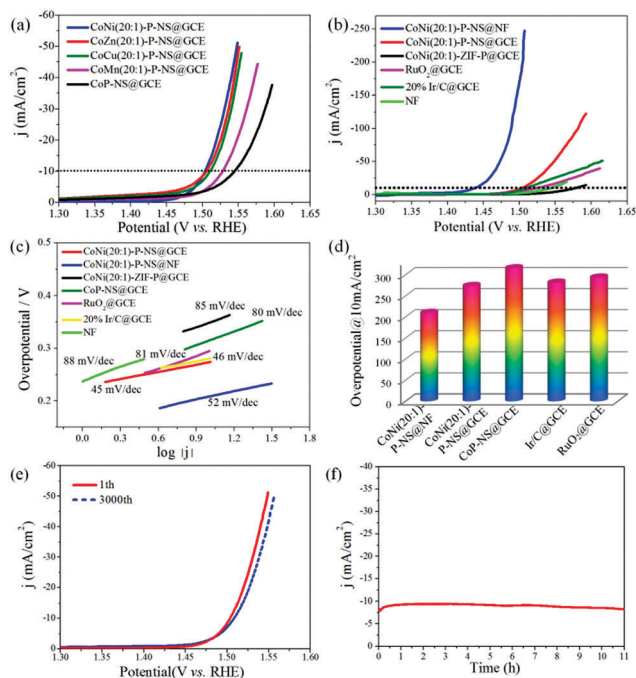 (a)
CoNi(20:1)-P-NS@GCE
CoZn(20:1)-P-NS@GCE
CoCu(20:1)-P-NS@GCE
CoMn(20:1)-P-NS@GCE
CoP-NS@GCE
j (mA/cm²)
-60
-50
-40
-30
-20
-10
0
1.30 1.35 1.40 1.45 1.50 1.55 1.60 1.65
Potential (V vs. RHE)
(b)
CoNi(20:1)-P-NS@NF
CoNi(20:1)-P-NS@GCE
CoNi(20:1)-ZIF-P@GCE
RuO₂@GCE
20% Ir/C@GCE
NF
j (mA/cm²)
-250
-200
-150
-100
-50
0
1.30 1.35 1.40 1.45 1.50 1.55 1.60 1.65
Potential (V vs. RHE)
(c)
CoNi(20:1)-P-NS@GCE
CoNi(20:1)-P-NS@NF
CoNi(20:1)-ZIF-P@GCE
CoP-NS@GCE
RuO₂@GCE
20% Ir/C@GCE
NF
Overpotential / V
0.5
0.4
0.3
0.2
85 mV/dec
80 mV/dec
88 mV/dec
81 mV/dec
46 mV/dec
45 mV/dec
52 mV/dec
0.0 0.3 0.6 0.9 1.2 1.5 1.8
log |j|
(d)
Overpotential@10mA/cm²
300
250
200
150
100
50
0
CoNi(20:1)-
P-NS@NF
CoNi(20:1)-
P-NS@GCE
CoP-NS@GCE
Ir/C@GCE
RuO₂@GCE
(e)
1th
3000th
j (mA/cm²)
-60
-50
-40
-30
-20
-10
0
1.30 1.35 1.40 1.45 1.50 1.55 1.60
Potential(V vs. RHE)
(f)
j (mA/cm²)
-40
-35
-30
-25
-20
-15
-10
-5
0
0 1 2 3 4 5 6 7 8 9 10 11
Time (h)